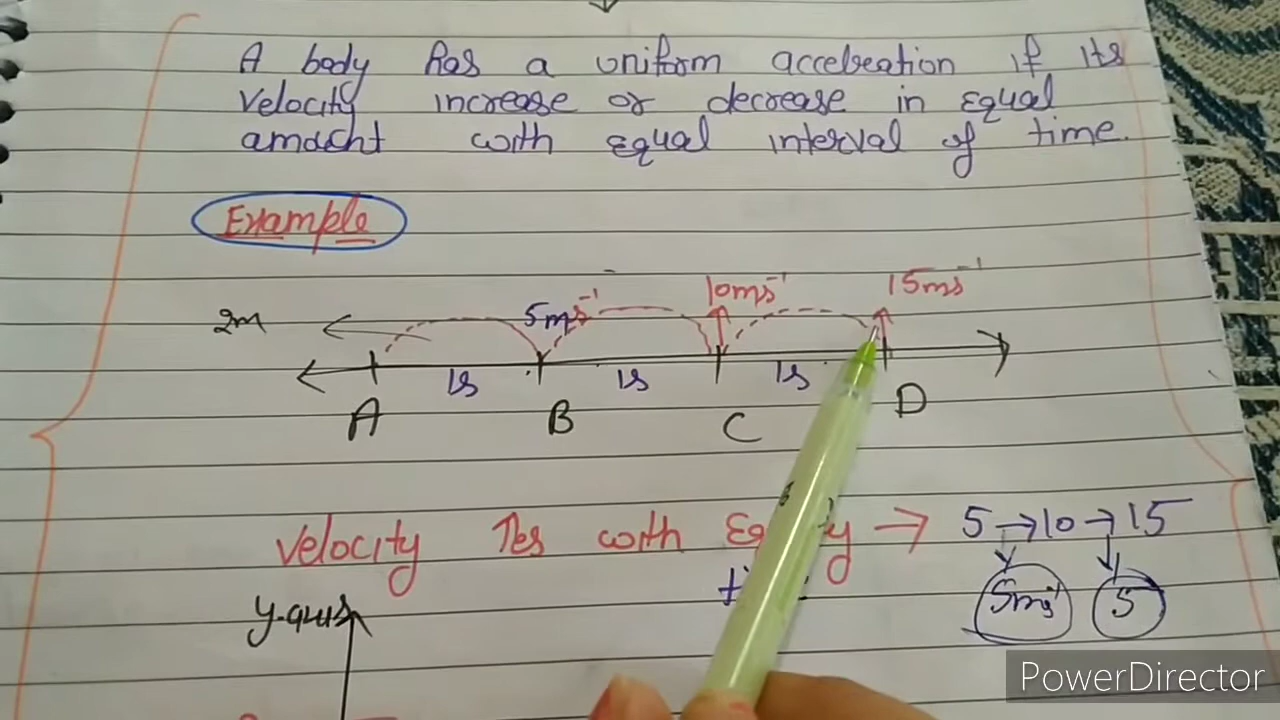 A body has a uniform accelreation if its
Velocity increase or decrease in Equal
amount with Equal interval of time.
Example
2m 5ms⁻¹ 10ms⁻¹ 15ms⁻¹
1s 1s 1s
A B C D
Velocity ↑es with → 5 → 10 → 15
5ms⁻¹ 5
y-axis
PowerDirector